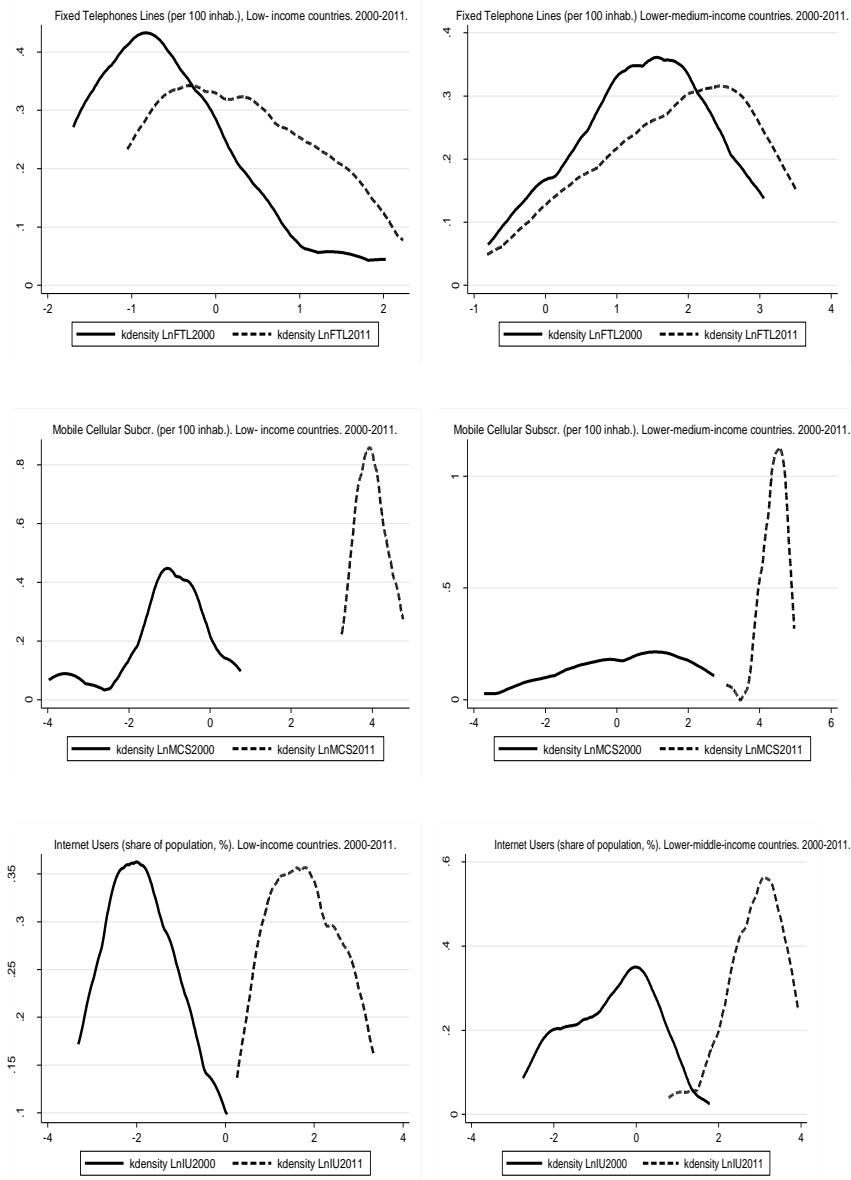 Fixed Telephones Lines (per 100 inhab.), Low- income countries. 2000-2011.
.4
.3
.2
.1
0
-2 -1 0 1 2
kdensity LnFTL2000 kdensity LnFTL2011
Fixed Telephone Lines (per 100 inhab.) Lower-medium-income countries. 2000-2011.
.4
.3
.2
.1
0
-1 0 1 2 3 4
kdensity LnFTL2000 kdensity LnFTL2011
Mobile Cellular Subcr. (per 100 inhab.). Low- income countries. 2000-2011.
.8
.6
.4
.2
0
-4 -2 0 2 4
kdensity LnMCS2000 kdensity LnMCS2011
Mobile Cellular Subscr. (per 100 inhab.). Lower-medium-income countries. 2000-2011.
1
.5
0
-4 -2 0 2 4 6
kdensity LnMCS2000 kdensity LnMCS2011
Internet Users (share of population, %). Low-income countries. 2000-2011.
.35
.3
.25
.2
.15
.1
-4 -2 0 2 4
kdensity LnIU2000 kdensity LnIU2011
Internet Users (share of population, %). Lower-middle-income countries. 2000-2011.
.6
.4
.2
0
-4 -2 0 2 4
kdensity LnIU2000 kdensity LnIU2011